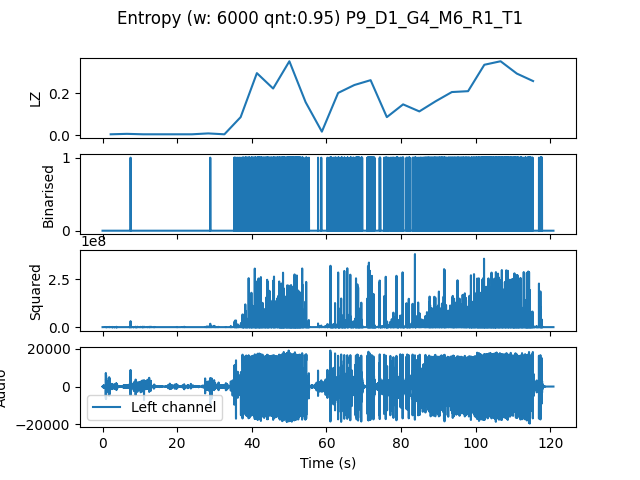 Entropy (w: 6000 qnt:0.95) P9_D1_G4_M6_R1_T1
LZ
0.2
0.0
Binarised
1
0
1e8
Squared
2.5
0.0
Audio
20000
0
−20000
Left channel
0 20 40 60 80 100 120
Time (s)